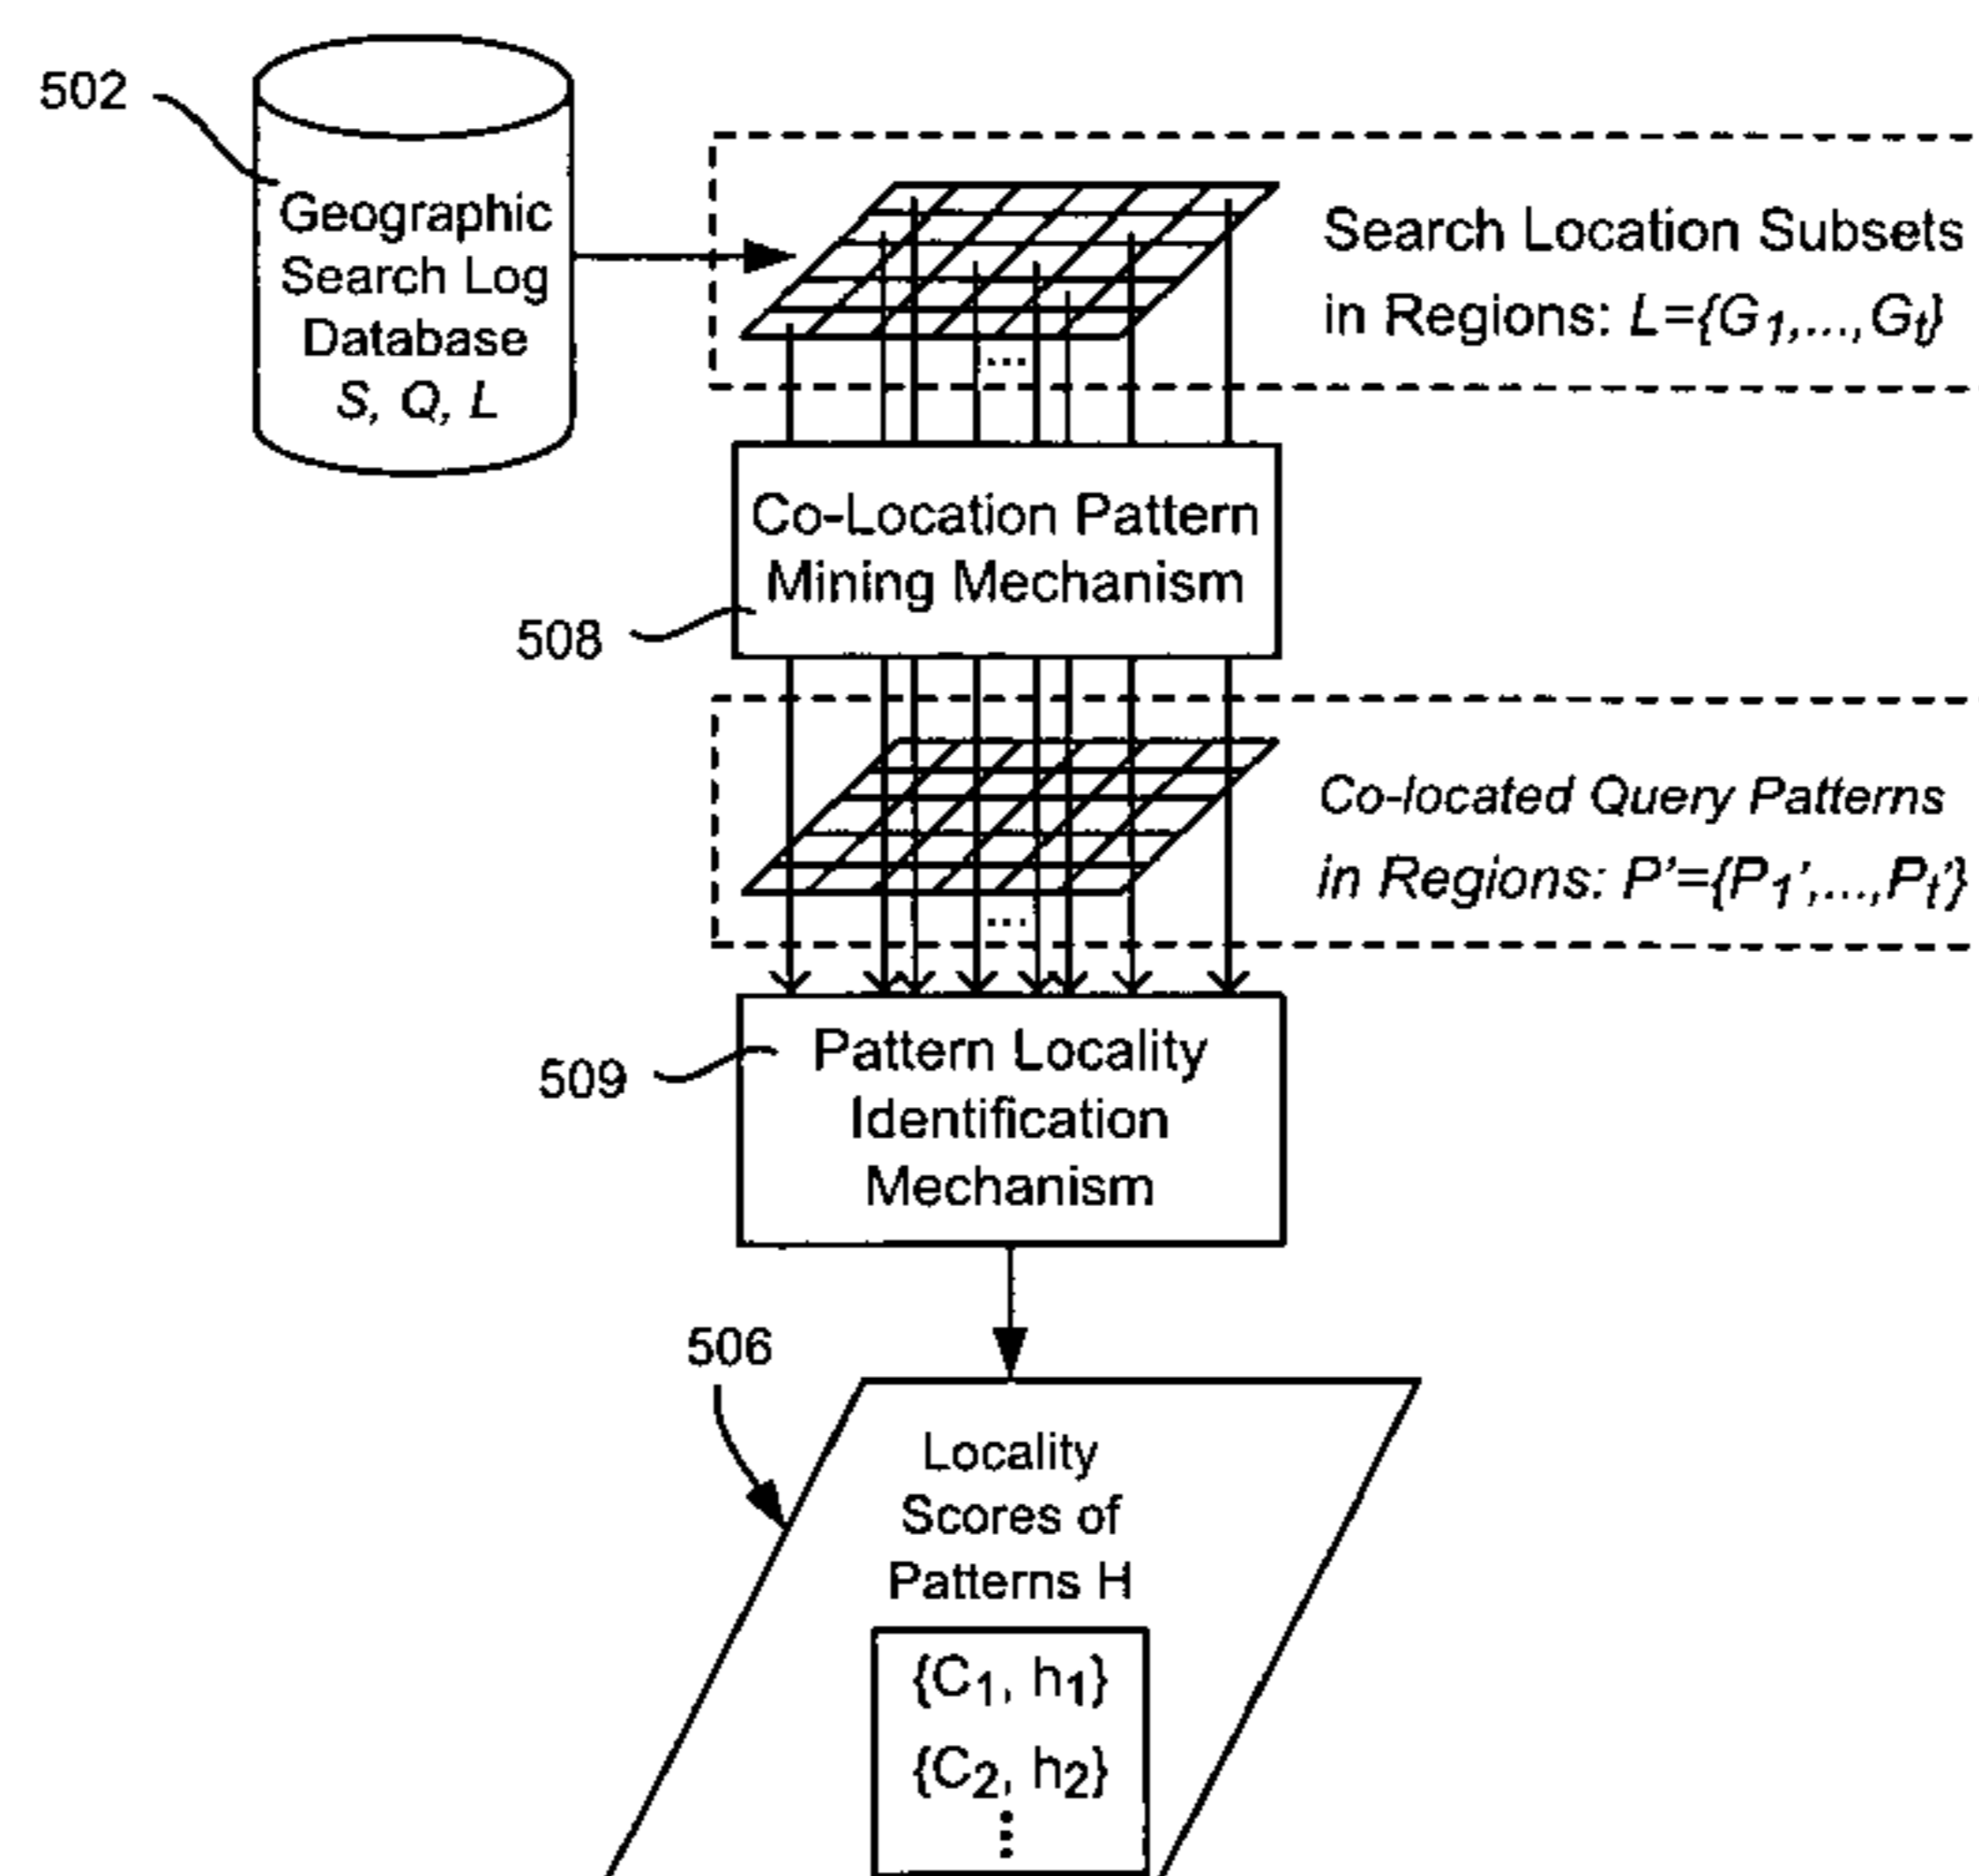 502
Geographic
Search Log
Database
S, Q, L
Search Location Subsets
in Regions: L={G1,...,Gt}
...
Co-Location Pattern
Mining Mechanism
508
Co-located Query Patterns
in Regions: P'={P1',...,Pt'}
...
Pattern Locality
Identification
Mechanism
509
506
Locality
Scores of
Patterns H
{C1, h1}
{C2, h2}